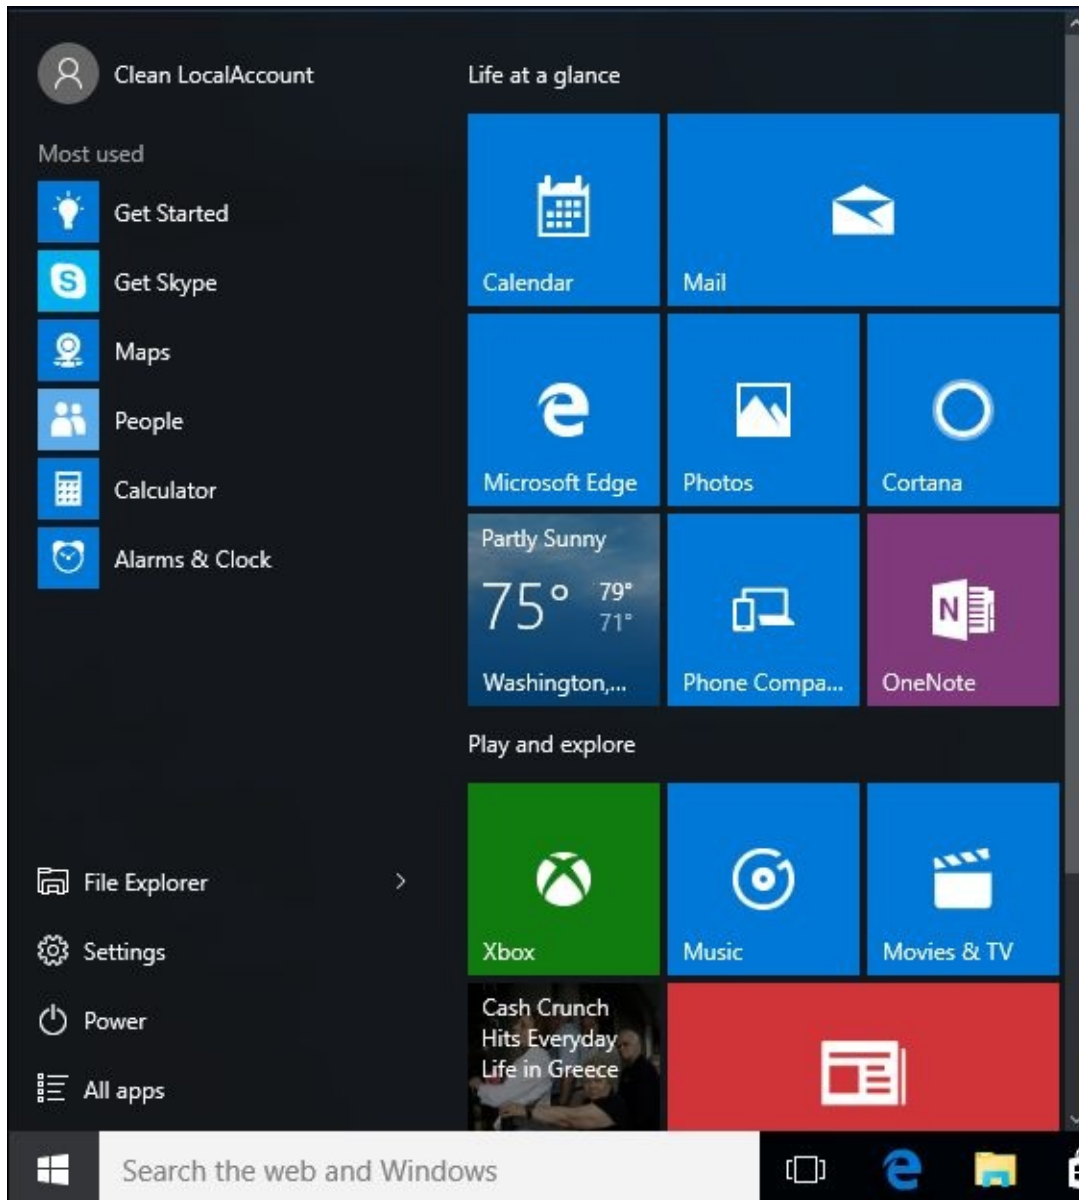 Clean LocalAccount
Most used
Get Started
Get Skype
Maps
People
Calculator
Alarms & Clock
File Explorer
Settings
Power
All apps
Life at a glance
Calendar
Mail
Microsoft Edge
Photos
Cortana
Partly Sunny
75° 79°
71°
Washington,...
Phone Compa...
N
OneNote
Play and explore
Xbox
Music
Movies & TV
Cash Crunch
Hits Everyday
Life in Greece
Search the web and Windows